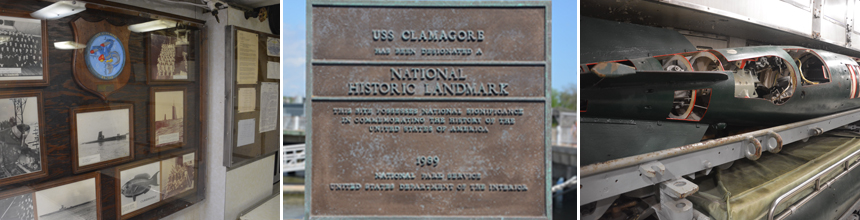 USS CLAMAGORE
HAS BEEN DESIGNATED A
NATIONAL
HISTORIC LANDMARK
THIS SITE POSSESSES NATIONAL SIGNIFICANCE
IN COMMEMORATING THE HISTORY OF THE
UNITED STATES OF AMERICA
1989
NATIONAL PARK SERVICE
UNITED STATES DEPARTMENT OF THE INTERIOR